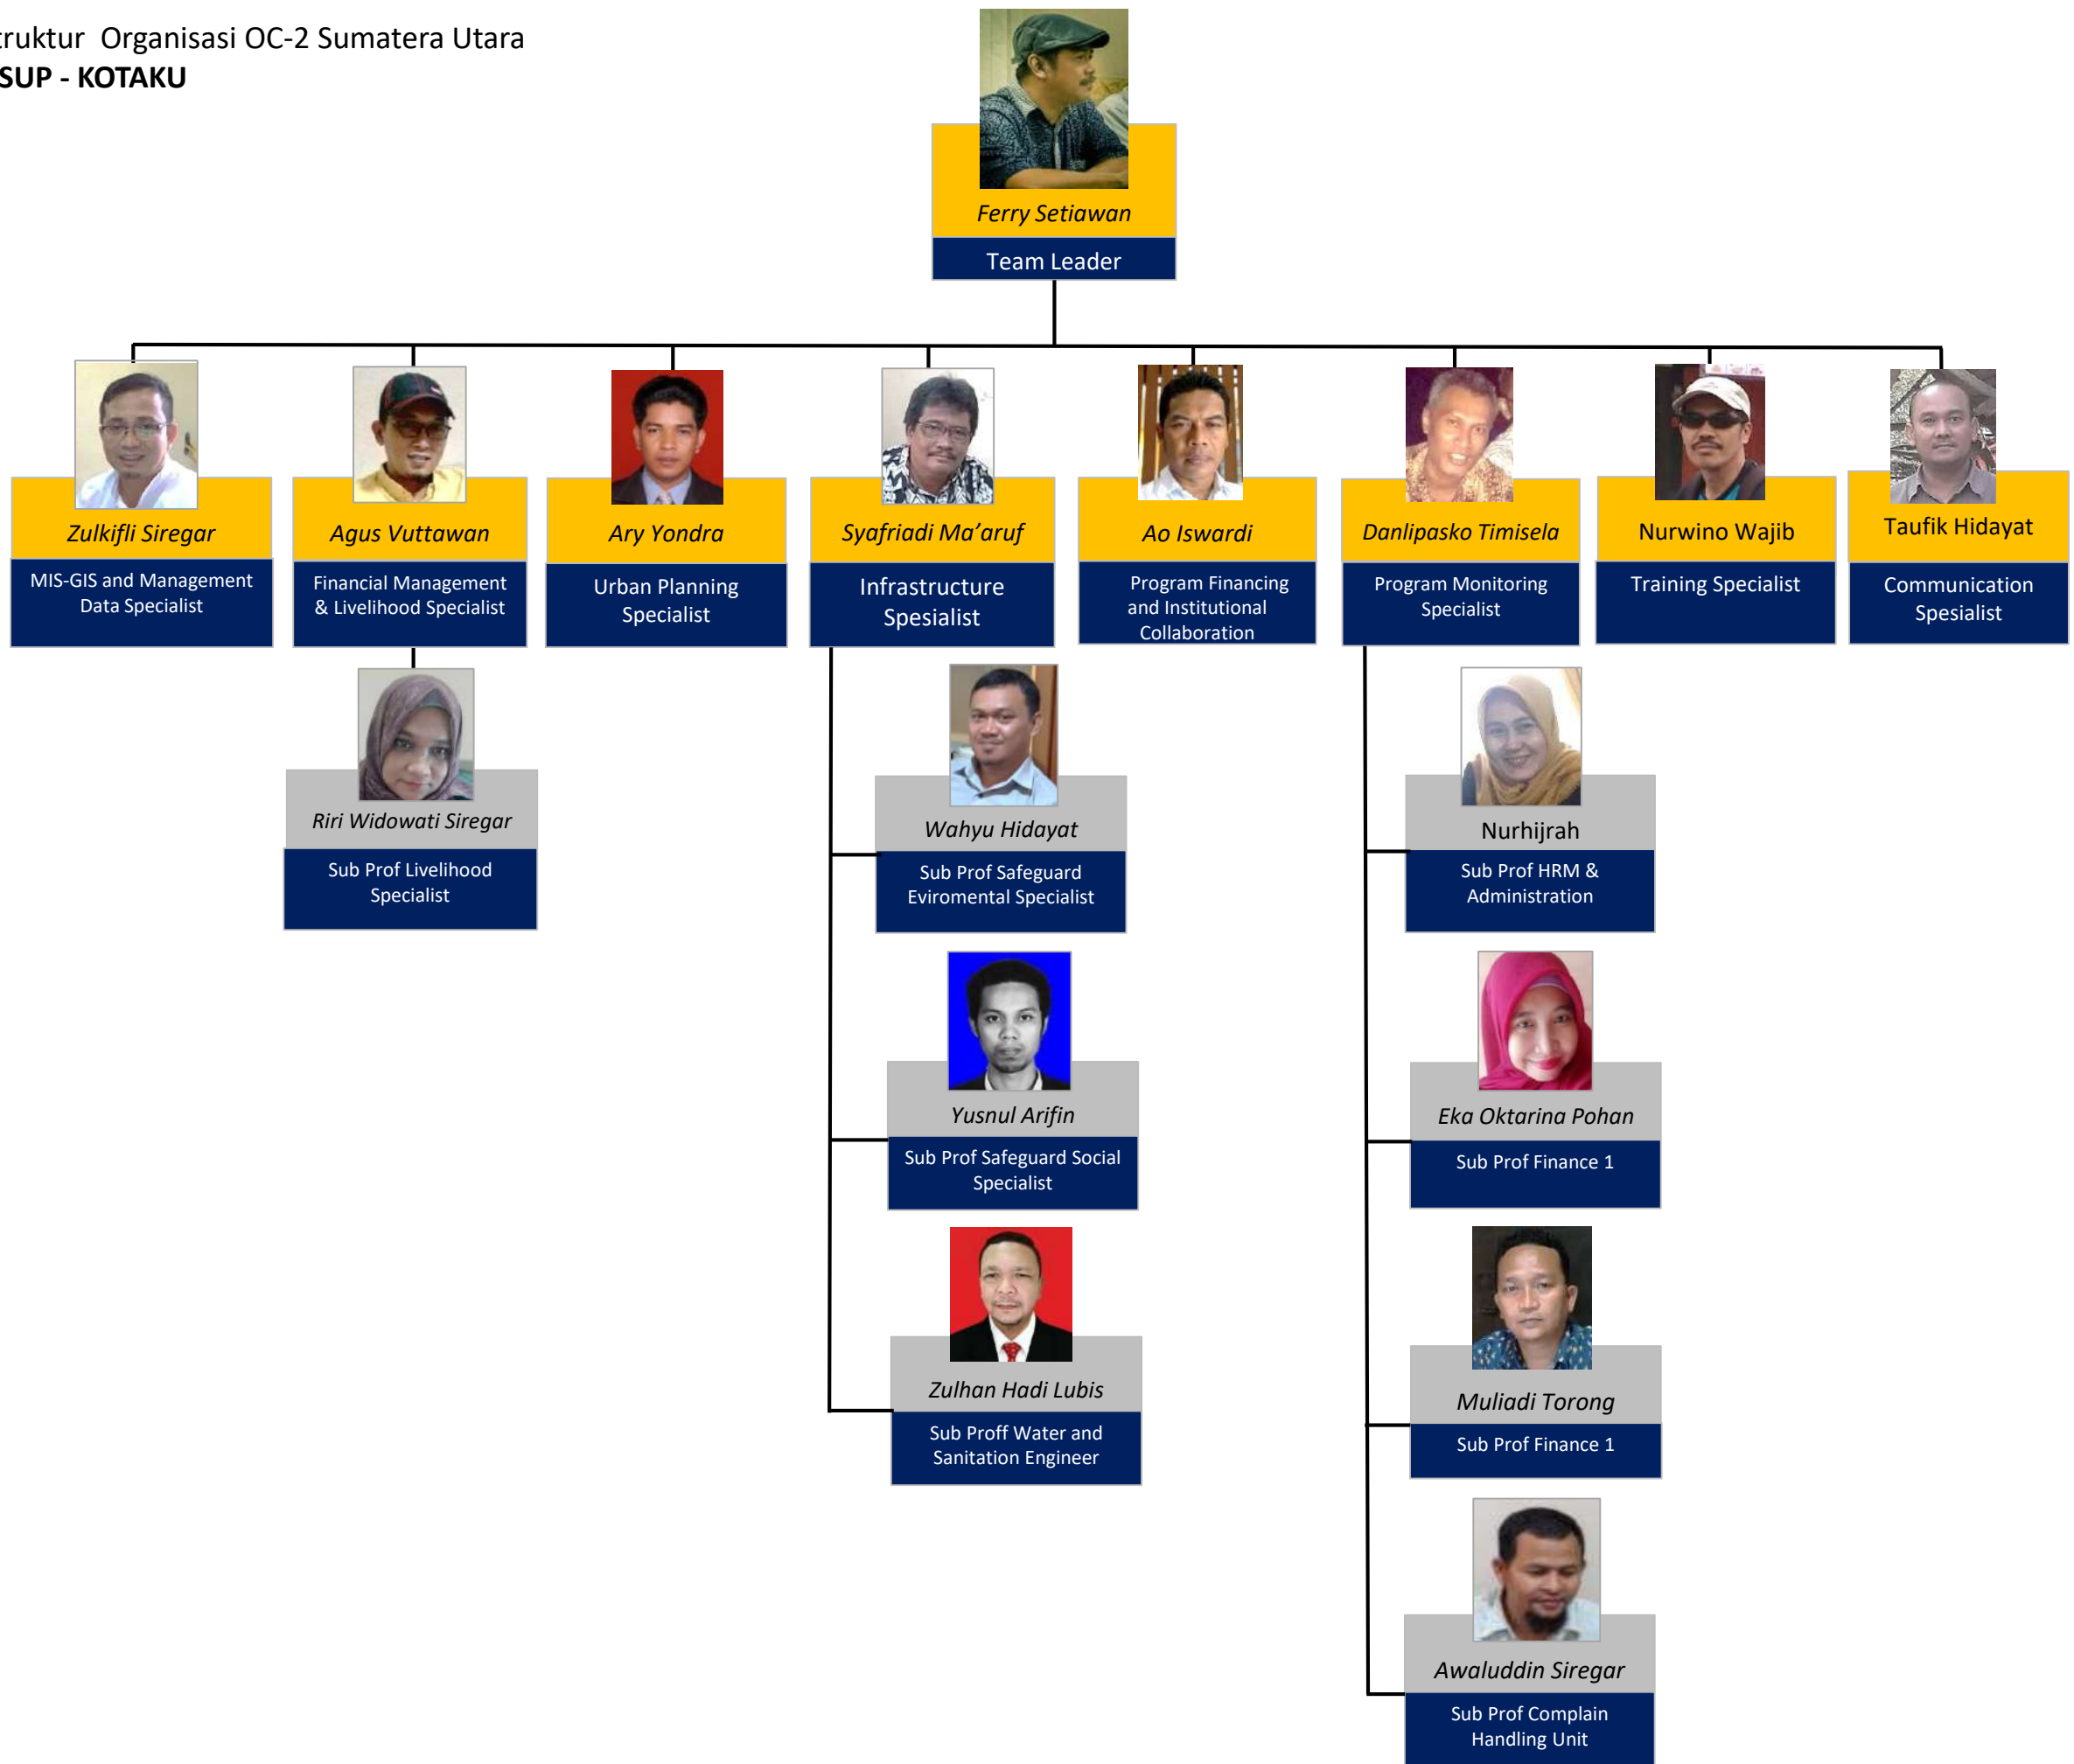 truktur  Organisasi OC-2 Sumatera Utara
SUP - KOTAKU
Ferry Setiawan
Team Leader
Zulkifli Siregar
MIS-GIS and Management
Data Specialist
Agus Vuttawan
Financial Management
& Livelihood Specialist
Ary Yondra
Urban Planning
Specialist
Syafriadi Ma’aruf
Infrastructure
Spesialist
Ao Iswardi
Program Financing
and Institutional
Collaboration
Danlipasko Timisela
Program Monitoring
Specialist
Nurwino Wajib
Training Specialist
Taufik Hidayat
Communication
Spesialist
Riri Widowati Siregar
Sub Prof Livelihood
Specialist
Wahyu Hidayat
Sub Prof Safeguard
Eviromental Specialist
Yusnul Arifin
Sub Prof Safeguard Social
Specialist
Zulhan Hadi Lubis
Sub Proff Water and
Sanitation Engineer
Nurhijrah
Sub Prof HRM &
Administration
Eka Oktarina Pohan
Sub Prof Finance 1
Muliadi Torong
Sub Prof Finance 1
Awaluddin Siregar
Sub Prof Complain
Handling Unit